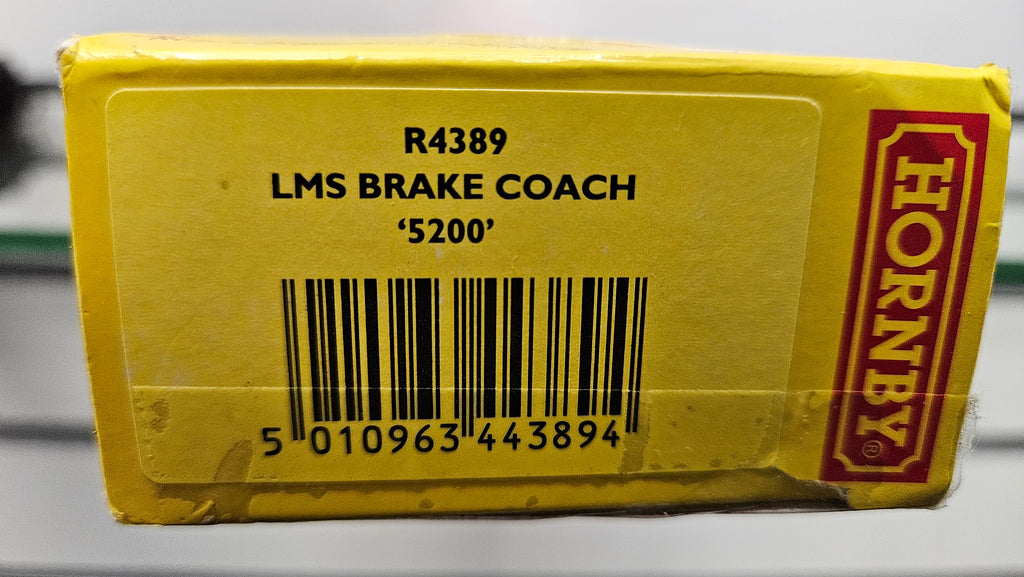 R4389
LMS BRAKE COACH
‘5200’
5 010963 443894
HORNBY®